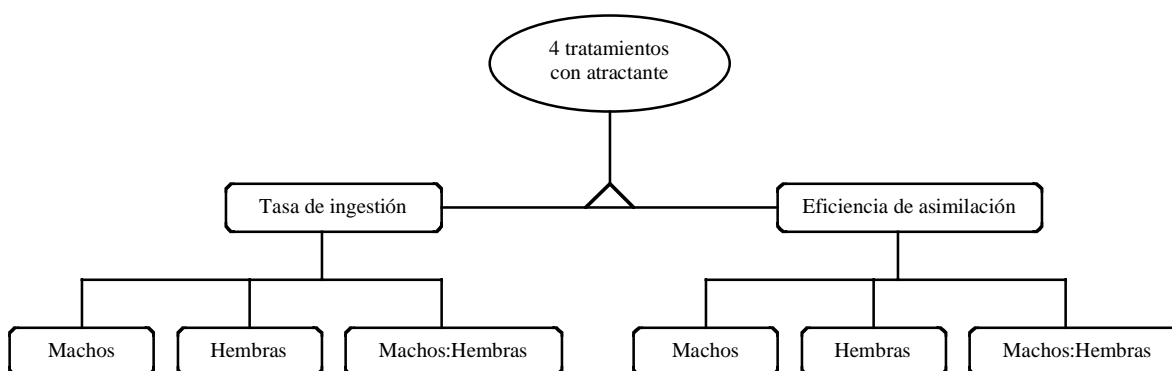 4 tratamientos
con atractante
Tasa de ingestión
Eficiencia de asimilación
Machos
Hembras
Machos:Hembras
Machos
Hembras
Machos:Hembras